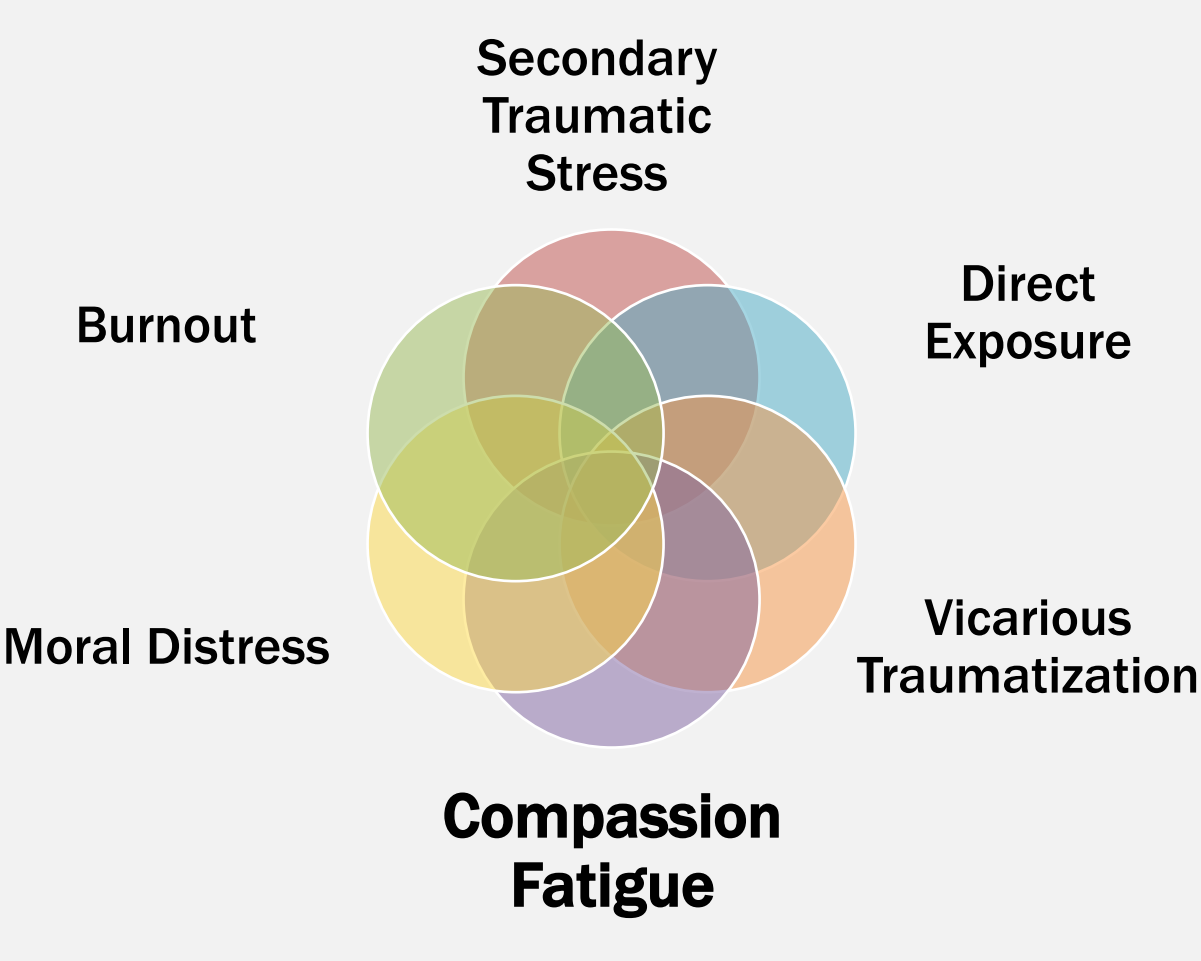 Secondary
Traumatic
Stress
Direct
Exposure
Burnout
Vicarious
Traumatization
Moral Distress
Compassion
Fatigue